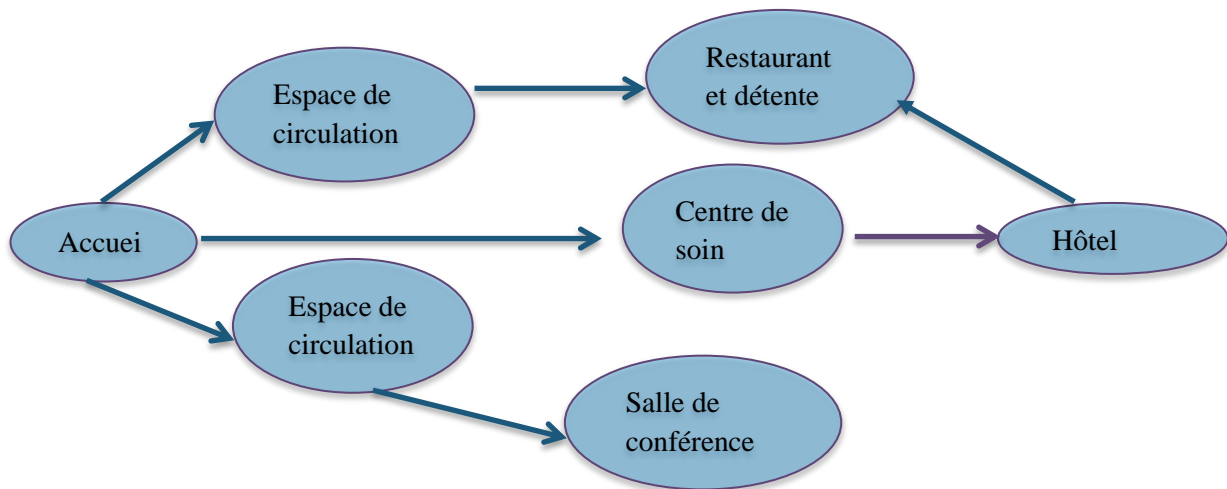 Restaurant
et détente
Espace de
circulation
Centre de
soin
Accuei
Hôtel
Espace de
circulation
Salle de
conférence